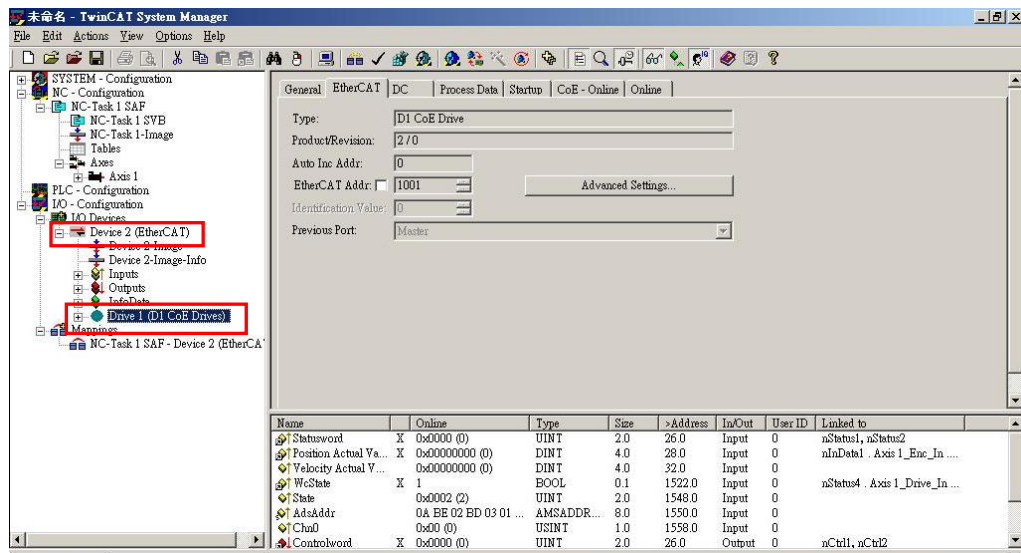 未命名 - TwinCAT System Manager
File Edit Actions View Options Help
SYSTEM - Configuration
NC - Configuration
NC-Task 1 SAF
NC-Task 1 SVB
NC-Task 1-Image
Tables
Axes
Axis 1
PLC - Configuration
I/O - Configuration
I/O Devices
Device 2 (EtherCAT)
Device 2-Image
Device 2-Image-Info
Inputs
Outputs
InfoData
Drive 1 (D1 CoE Drives)
Mappings
NC-Task 1 SAF - Device 2 (EtherCA
General EtherCAT DC Process Data Startup CoE - Online Online
Type: D1 CoE Drive
Product/Revision: 2 / 0
Auto Inc Addr: 0
EtherCAT Addr: 1001 Advanced Settings...
Identification Value: 0
Previous Port: Master
Name Online Type Size >Address In/Out User ID Linked to
Statusword X 0x0000 (0) UINT 2.0 26.0 Input 0 nStatus1, nStatus2
Position Actual Va... X 0x00000000 (0) DINT 4.0 28.0 Input 0 nInData1 . Axis 1_Enc_In ....
Velocity Actual V... 0x00000000 (0) DINT 4.0 32.0 Input 0
WcState X 1 BOOL 0.1 1522.0 Input 0 nStatus4 . Axis 1_Drive_In ...
State 0x0002 (2) UINT 2.0 1548.0 Input 0
AdsAddr 0A BE 02 BD 03 01 ... AMSADDR... 8.0 1550.0 Input 0
Chn0 0x00 (0) USINT 1.0 1558.0 Input 0
Controlword X 0x0000 (0) UINT 2.0 26.0 Output 0 nCtrl1, nCtrl2